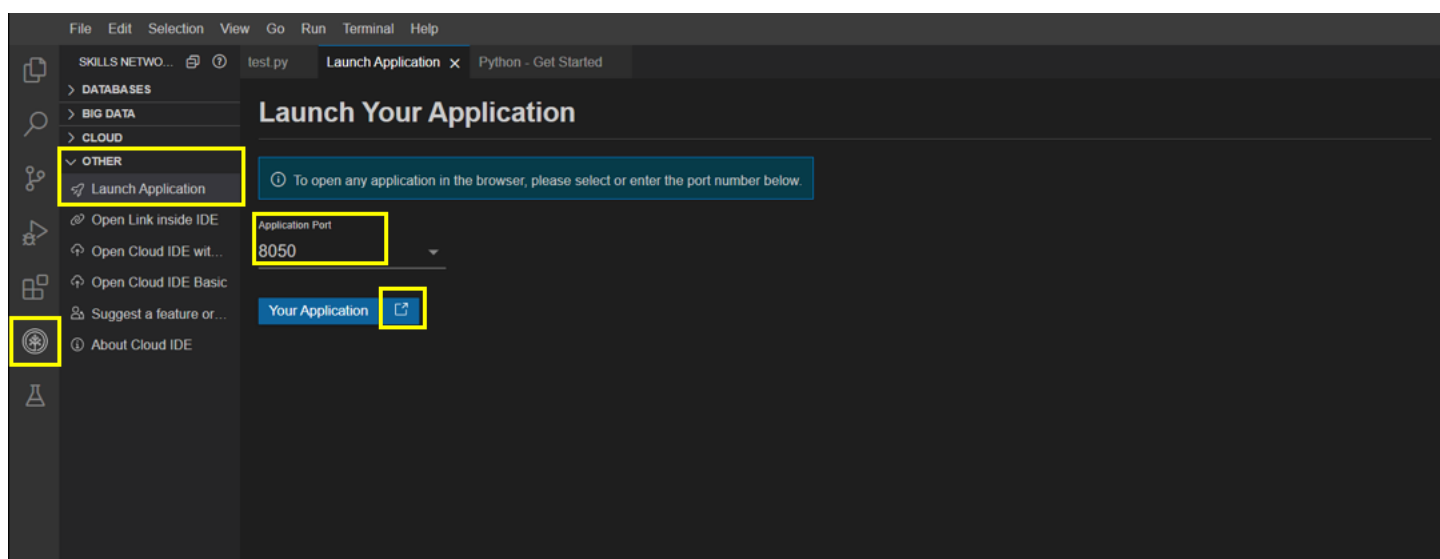 File Edit Selection View Go Run Terminal Help
SKILLS NETWO...
test.py Launch Application Python - Get Started
DATABASES
BIG DATA
CLOUD
OTHER
Launch Application
Open Link inside IDE
Open Cloud IDE wit...
Open Cloud IDE Basic
Suggest a feature or...
About Cloud IDE
Launch Your Application
To open any application in the browser, please select or enter the port number below.
Application Port
8050
Your Application